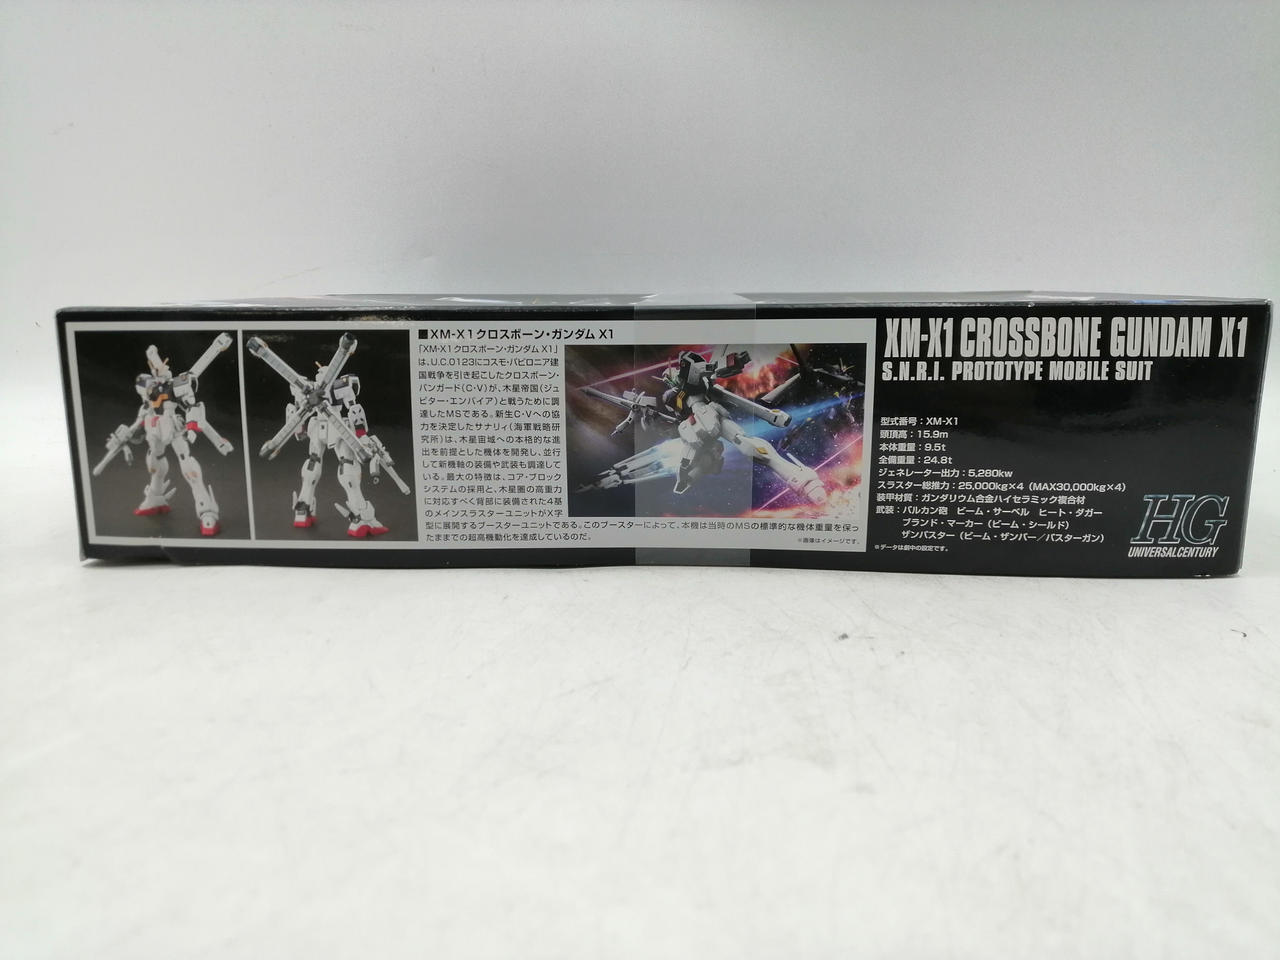 ■XM-X1クロスボーン・ガンダム X1
「XM-X1クロスボーン・ガンダム X1」
は、U.C.0123にコスモ・バビロニア建
国戦争を引き起こしたクロスボーン・
バンガード(C・V)が、木星帝国(ジュ
ピター・エンパイア)と戦うために調
達したMSである。新生C・Vへの協
力を決定したサナリィ(海軍戦略研
究所)は、木星宙域への本格的な進
出を前提とした機体を開発し、並行
して新機軸の装備や武装も調達して
いる。最大の特徴は、コア・ブロック
システムの採用と、木星圏の高重力
に対応すべく背部に装備された4基
のメインスラスターユニットがX字
型に展開するブースターユニットである。このブースターによって、本機は当時のMSの標準的な機体重量を保っ
たままでの超高機動化を達成しているのだ。
※画像はイメージです。
XM-X1 CROSSBONE GUNDAM X1
S.N.R.I. PROTOTYPE MOBILE SUIT
型式番号：XM-X1
頭頂高：15.9m
本体重量：9.5t
全備重量：24.8t
ジェネレーター出力：5,280kw
スラスター総推力：25,000kg×4（MAX30,000kg×4）
装甲材質：ガンダリウム合金ハイセラミック複合材
武装：バルカン砲 ビーム・サーベル ヒート・ダガー
ブランド・マーカー（ビーム・シールド）
ザンバスター（ビーム・ザンバー／バスターガン）
※データは劇中の設定です。
HG
UNIVERSAL CENTURY